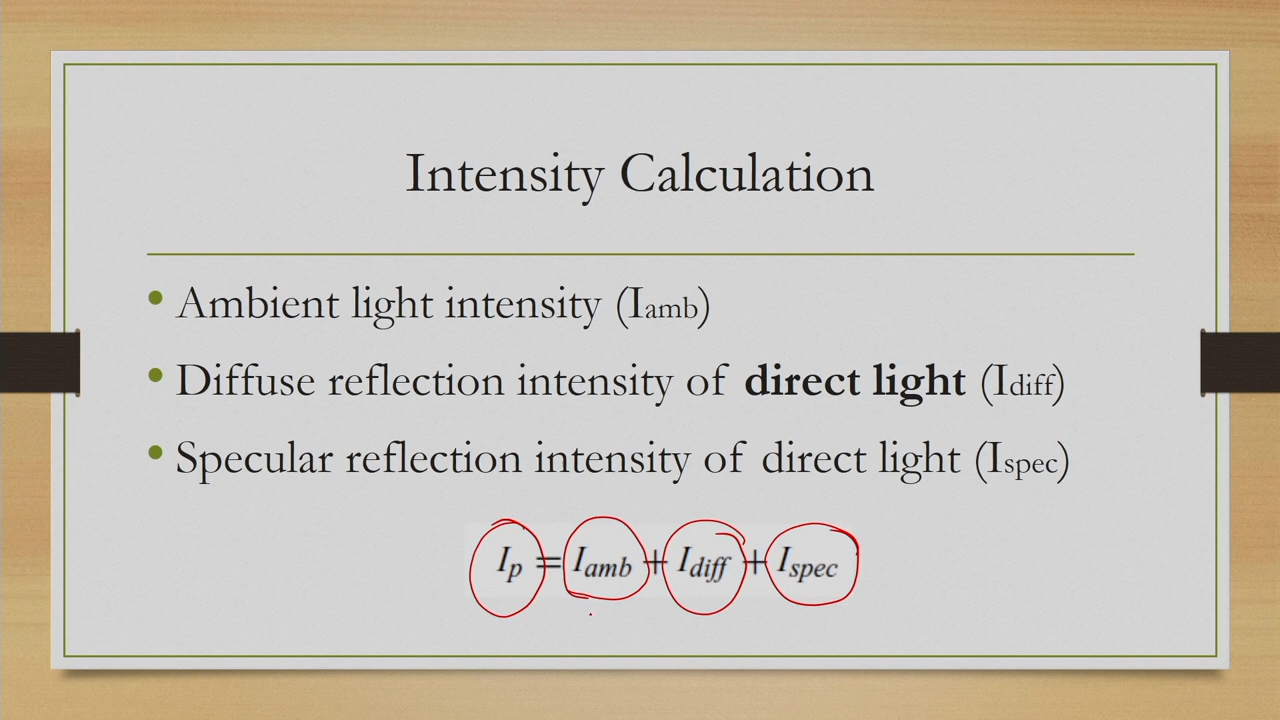 Intensity Calculation
• Ambient light intensity (Iamb)
• Diffuse reflection intensity of direct light (Idiff)
• Specular reflection intensity of direct light (Ispec)
Ip = Iamb + Idiff + Ispec